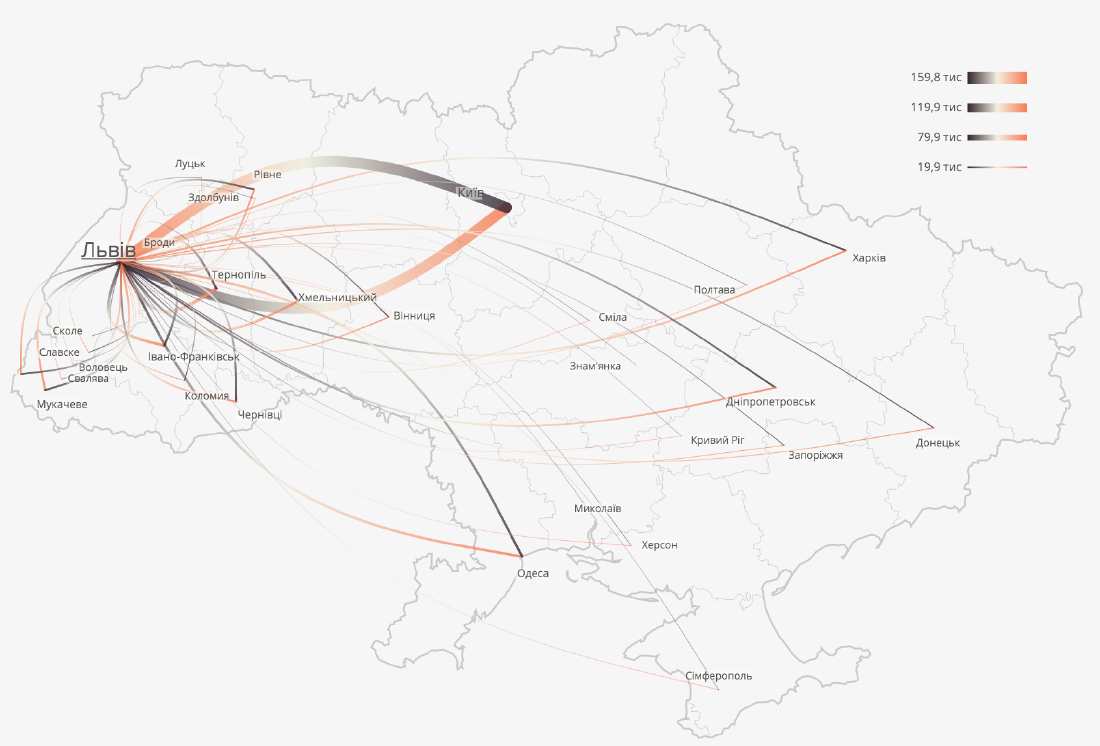 159,8 тис
119,9 тис
79,9 тис
19,9 тис
Луцьк
Рівне
Здолбунів
Київ
Броди
Львів
Харків
Тернопіль
Полтава
Хмельницький
Вінниця
Сміла
Сколе
Славске
Івано-Франківськ
Воловець
Знам'янка
Свалява
Коломия
Мукачеве
Дніпропетровськ
Чернівці
Кривий Ріг
Донецьк
Запоріжжя
Миколаїв
Херсон
Одеса
Сімферополь